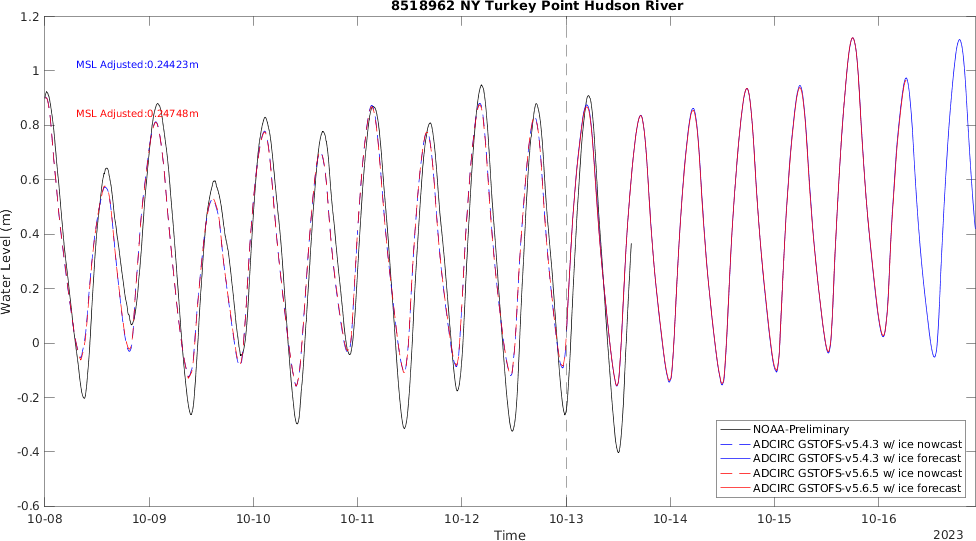 8518962 NY Turkey Point Hudson River
1.2
1
0.8
0.6
0.4
0.2
0
-0.2
-0.4
-0.6
Water Level (m)
MSL Adjusted:0.24423m
MSL Adjusted:0.24748m
NOAA-Preliminary
ADCIRC GSTOFS-v5.4.3 w/ ice nowcast
ADCIRC GSTOFS-v5.4.3 w/ ice forecast
ADCIRC GSTOFS-v5.6.5 w/ ice nowcast
ADCIRC GSTOFS-v5.6.5 w/ ice forecast
10-08 10-09 10-10 10-11 10-12 10-13 10-14 10-15 10-16
Time
2023